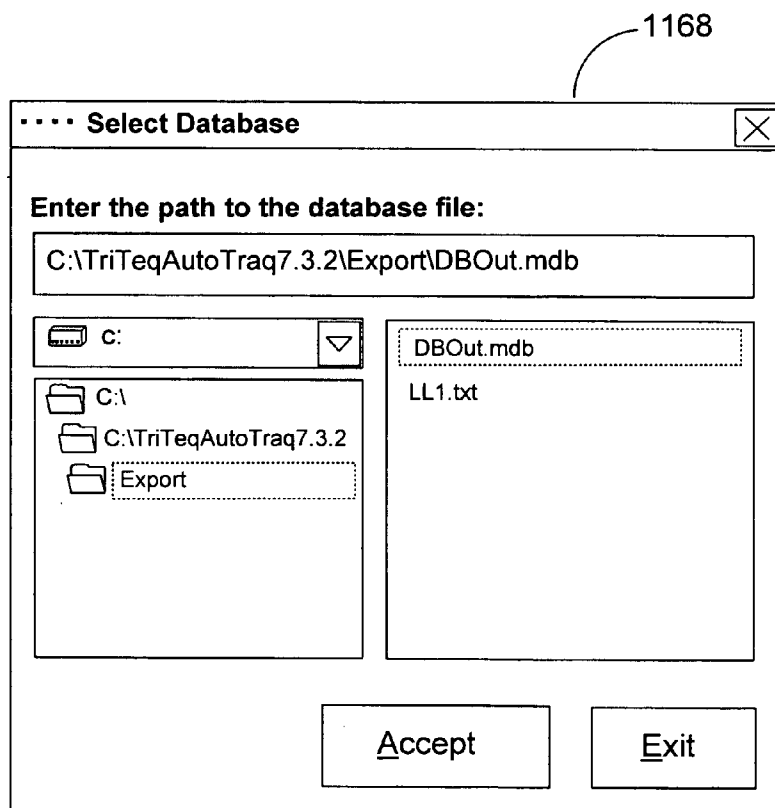 1168
Select Database
Enter the path to the database file:
C:\TriTeqAutoTraq7.3.2\Export\DBOut.mdb
c:
C:\
C:\TriTeqAutoTraq7.3.2
Export
DBOut.mdb
LL1.txt
Accept
Exit